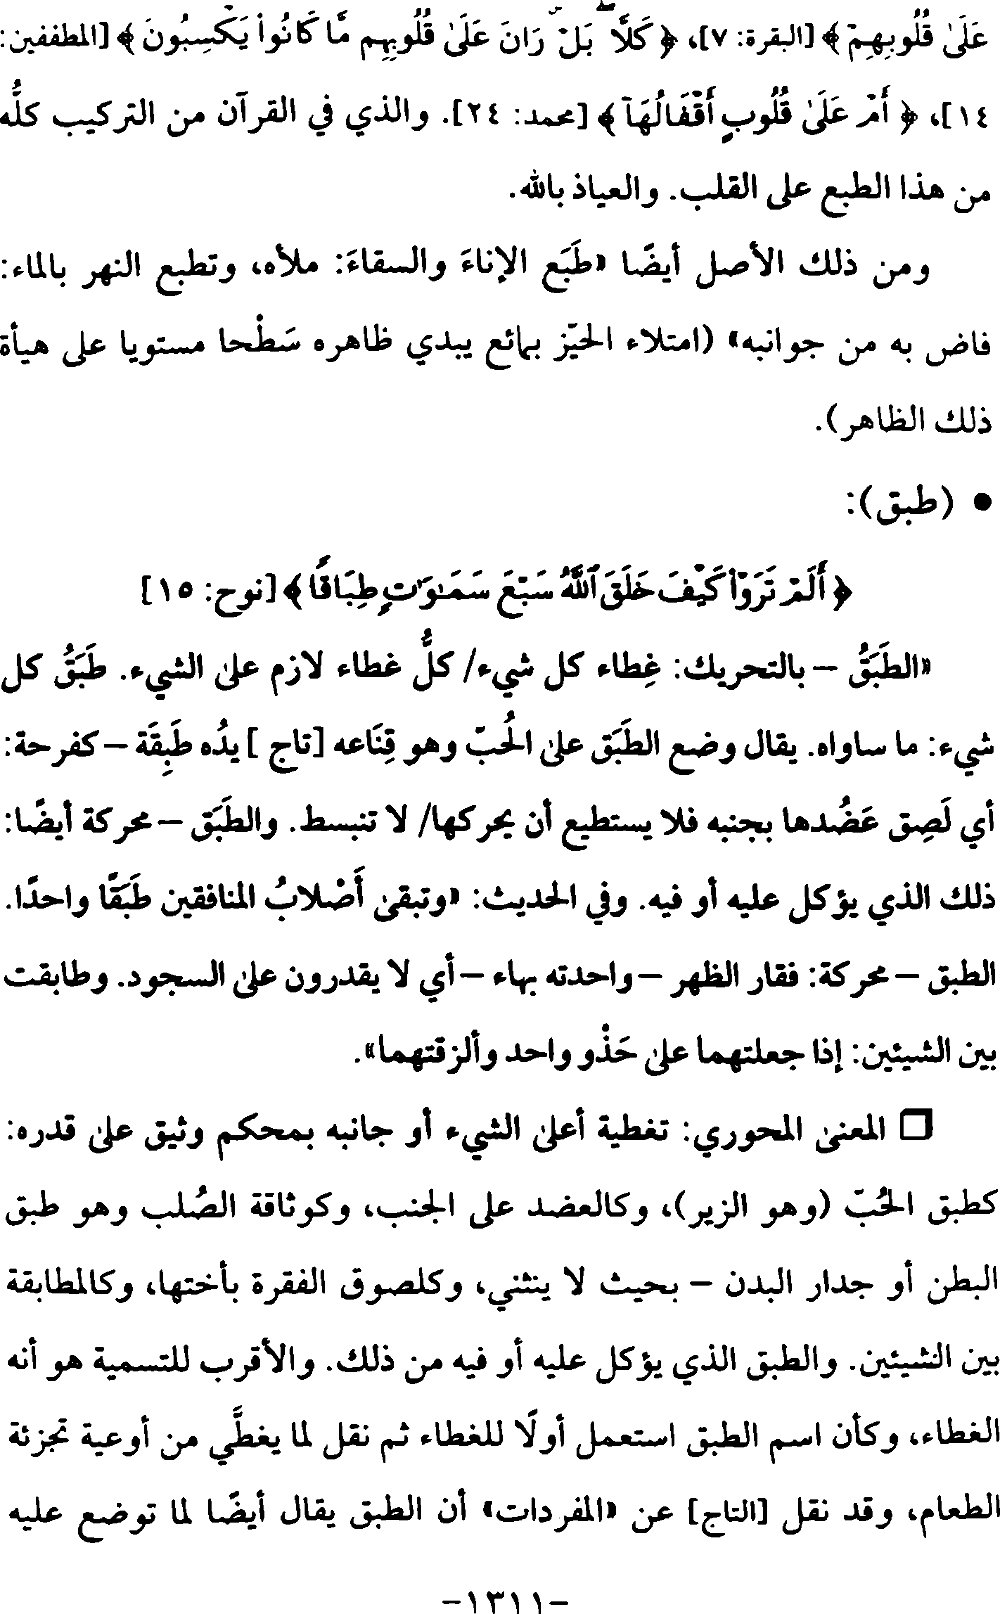 عَلَىٰ قُلُوبِهِمْ ﴾ [البقرة: ٧]، ﴿ كَلَّا ۖ بَلْ ۜ رَانَ عَلَىٰ قُلُوبِهِم مَّا كَانُوا۟ يَكْسِبُونَ ﴾ [المطففين:
١٤]، ﴿ أَمْ عَلَىٰ قُلُوبٍ أَقْفَالُهَآ ﴾ [محمد: ٢٤]. والذي في القرآن من التركيب كلُّه
من هذا الطبع على القلب. والعياذ بالله.
ومن ذلك الأصل أيضًا «طَبَع الإناءَ والسقاءَ: ملأه، وتطبع النهر بالماء:
فاض به من جوانبه» (امتلاء الحيّز بمائع يبدي ظاهره سَطْحا مستويا على هيأة
ذلك الظاهر).
• (طبق):
﴿ أَلَمْ تَرَوْا۟ كَيْفَ خَلَقَ ٱللَّهُ سَبْعَ سَمَـٰوَٰتٍ طِبَاقًا ﴾ [نوح: ١٥]
«الطَبَقُ – بالتحريك: غِطاء كل شيء/ كلُّ غطاء لازم على الشيء. طَبَقُ كل
شيء: ما ساواه. يقال وضع الطَبَق على الحُبّ وهو قِنَاعه [تاج ] يدُه طَبِقَة – كفرحة:
أي لَصِق عَضُدها بجنبه فلا يستطيع أن يحركها/ لا تنبسط. والطَبَق – محركة أيضًا:
ذلك الذي يؤكل عليه أو فيه. وفي الحديث: «وتبقى أَصْلابُ المنافقين طَبَقًا واحدًا.
الطبق – محركة: فقار الظهر – واحدته بهاء – أي لا يقدرون على السجود. وطابقت
بين الشيئين: إذا جعلتهما على حَذْو واحد وألزقتهما».
❒ المعنى المحوري: تغطية أعلى الشيء أو جانبه بمحكم وثيق على قدره:
كطبق الحُبّ (وهو الزير)، وكالعضد على الجنب، وكوثاقة الصُلب وهو طبق
البطن أو جدار البدن – بحيث لا ينثني، وكلصوق الفقرة بأختها، وكالمطابقة
بين الشيئين. والطبق الذي يؤكل عليه أو فيه من ذلك. والأقرب للتسمية هو أنه
الغطاء، وكأن اسم الطبق استعمل أولًا للغطاء ثم نقل لما يغطَّي من أوعية تجزئة
الطعام، وقد نقل [التاج] عن «المفردات» أن الطبق يقال أيضًا لما توضع عليه
-١٣١١-